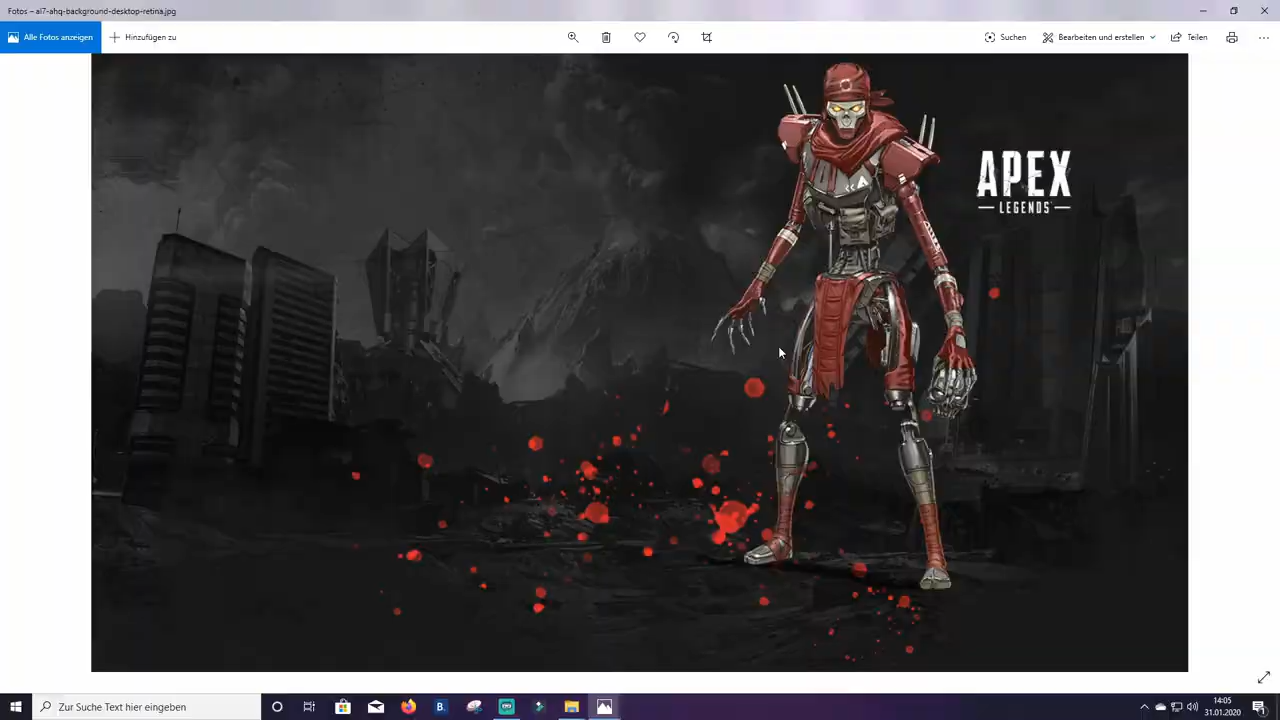 Fotos – al7-ahq-background-desktop-retina.jpg
Alle Fotos anzeigen
Hinzufügen zu
Suchen
Bearbeiten und erstellen
Teilen
APEX
LEGENDS
Zur Suche Text hier eingeben
14:05
31.01.2020